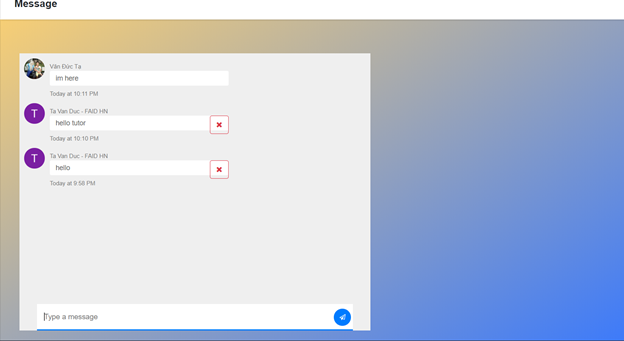 Message
Văn Đức Ta
im here
Today at 10:11 PM
T
Ta Van Duc - FAID HN
hello tutor
Today at 10:10 PM
T
Ta Van Duc - FAID HN
hello
Today at 9:58 PM
Type a message